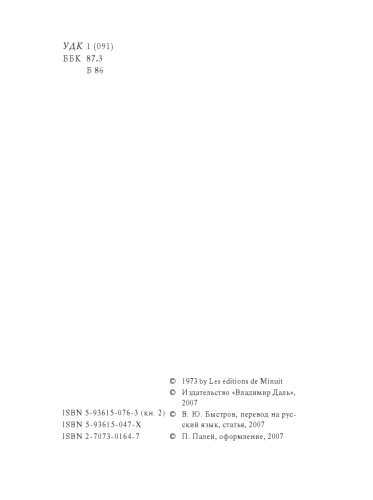 УДК 1 (091)
ББК 87.3
Б 86
© 1973 by Les éditions de Minuit
© Издательство «Владимир Даль»,
2007
ISBN 5-93615-076-3 (кн. 2) © В. Ю. Быстров, перевод на рус-
ISBN 5-93615-047-X ский язык, статья, 2007
ISBN 2-7073-0164-7 © П. Палей, оформление, 2007